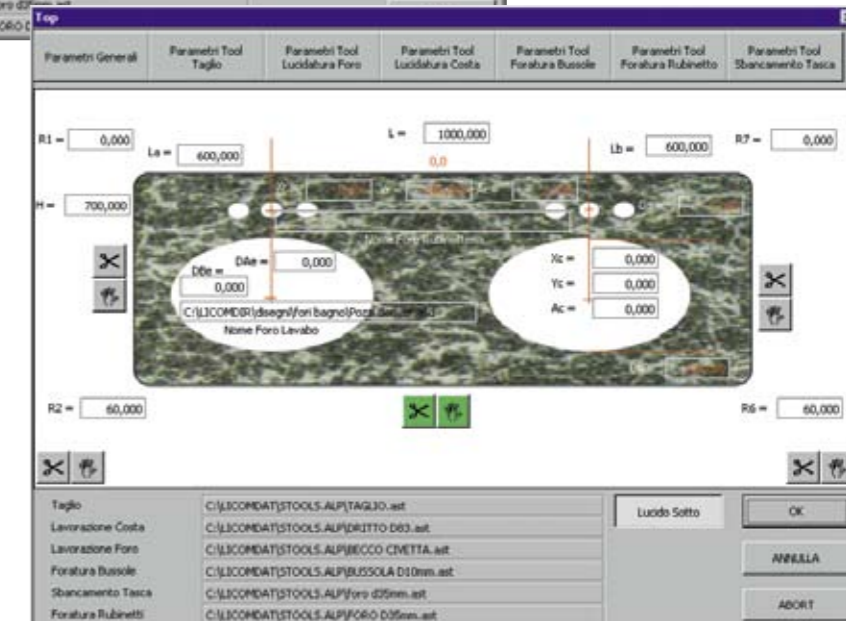 Top
Parametri Generali
Parametri Tool Taglio
Parametri Tool Lucidatura Foro
Parametri Tool Lucidatura Costa
Parametri Tool Foratura Bussole
Parametri Tool Foratura Rubinetto
Parametri Tool Sbancamento Tasca
R1 = 0,000
La = 600,000
L = 1000,000
Lb = 600,000
R7 = 0,000
0,0
H = 700,000
DAe = 0,000
DBe = 0,000
Xc = 0,000
Yc = 0,000
Ac = 0,000
C:\LICOMDIR\disegni\fori bagno\
Nome Foro Lavabo
R2 = 60,000
R6 = 60,000
Taglio C:\LICOMDAT\STOOLS.ALP\TAGLIO.ast
Lavorazione Costa C:\LICOMDAT\STOOLS.ALP\DRITTO D83.ast
Lavorazione Foro C:\LICOMDAT\STOOLS.ALP\BECCO CIVETTA.ast
Foratura Bussole C:\LICOMDAT\STOOLS.ALP\BUSSOLA D10mm.ast
Sbancamento Tasca C:\LICOMDAT\STOOLS.ALP\foro d35mm.ast
Foratura Rubinetti C:\LICOMDAT\STOOLS.ALP\FORO D35mm.ast
Lucido Sotto
OK
ANNULLA
ABORT